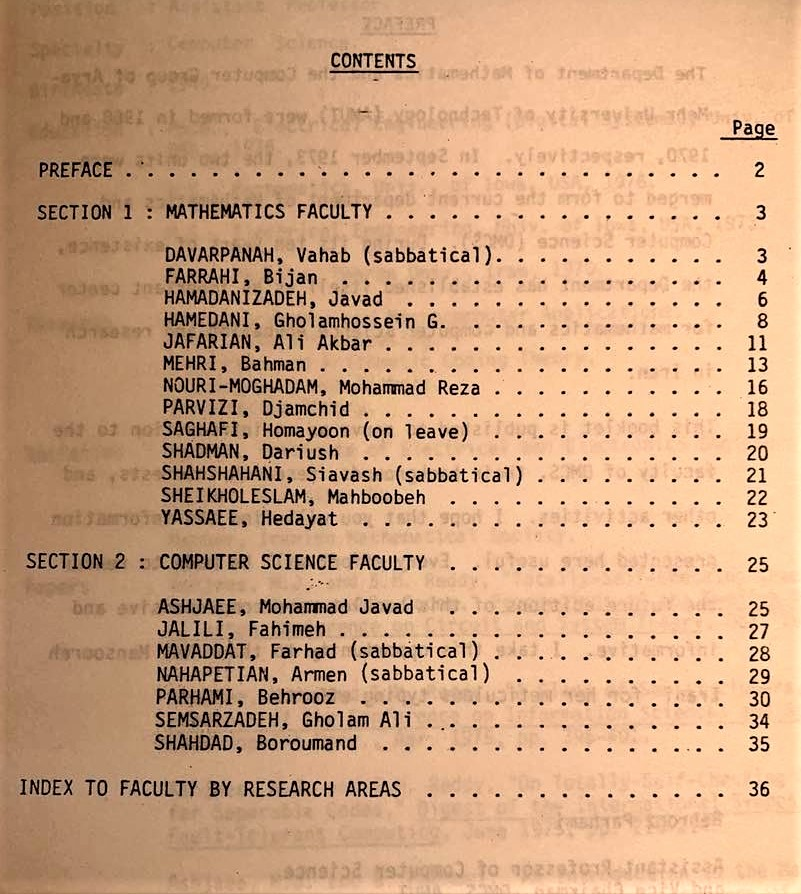 CONTENTS
Page
PREFACE . . . . . . . . . . . . . . . . . . . . . . . . . . . . 2
SECTION 1 : MATHEMATICS FACULTY . . . . . . . . . . . . . . . . 3
DAVARPANAH, Vahab (sabbatical). . . . . . . . . . . 3
FARRAHI, Bijan . . . . . . . . . . . . . . . . . . 4
HAMADANIZADEH, Javad . . . . . . . . . . . . . . . 6
HAMEDANI, Gholamhossein G. . . . . . . . . . . . . 8
JAFARIAN, Ali Akbar . . . . . . . . . . . . . . . . 11
MEHRI, Bahman . . . . . . . . . . . . . . . . . . . 13
NOURI-MOGHADAM, Mohammad Reza . . . . . . . . . . . 16
PARVIZI, Djamchid . . . . . . . . . . . . . . . . . 18
SAGHAFI, Homayoon (on leave) . . . . . . . . . . . 19
SHADMAN, Dariush . . . . . . . . . . . . . . . . . 20
SHAHSHAHANI, Siavash (sabbatical) . . . . . . . . . 21
SHEIKHOLESLAM, Mahboobeh . . . . . . . . . . . . . 22
YASSAEE, Hedayat . . . . . . . . . . . . . . . . . 23
SECTION 2 : COMPUTER SCIENCE FACULTY . . . . . . . . . . . . . 25
ASHJAEE, Mohammad Javad . . . . . . . . . . . . . 25
JALILI, Fahimeh . . . . . . . . . . . . . . . . . . 27
MAVADDAT, Farhad (sabbatical) . . . . . . . . . . . 28
NAHAPETIAN, Armen (sabbatical) . . . . . . . . . . 29
PARHAMI, Behrooz . . . . . . . . . . . . . . . . . 30
SEMSARZADEH, Gholam Ali . . . . . . . . . . . . . . 34
SHAHDAD, Boroumand . . . . . . . . . . . . . . . . 35
INDEX TO FACULTY BY RESEARCH AREAS . . . . . . . . . . . . . . 36